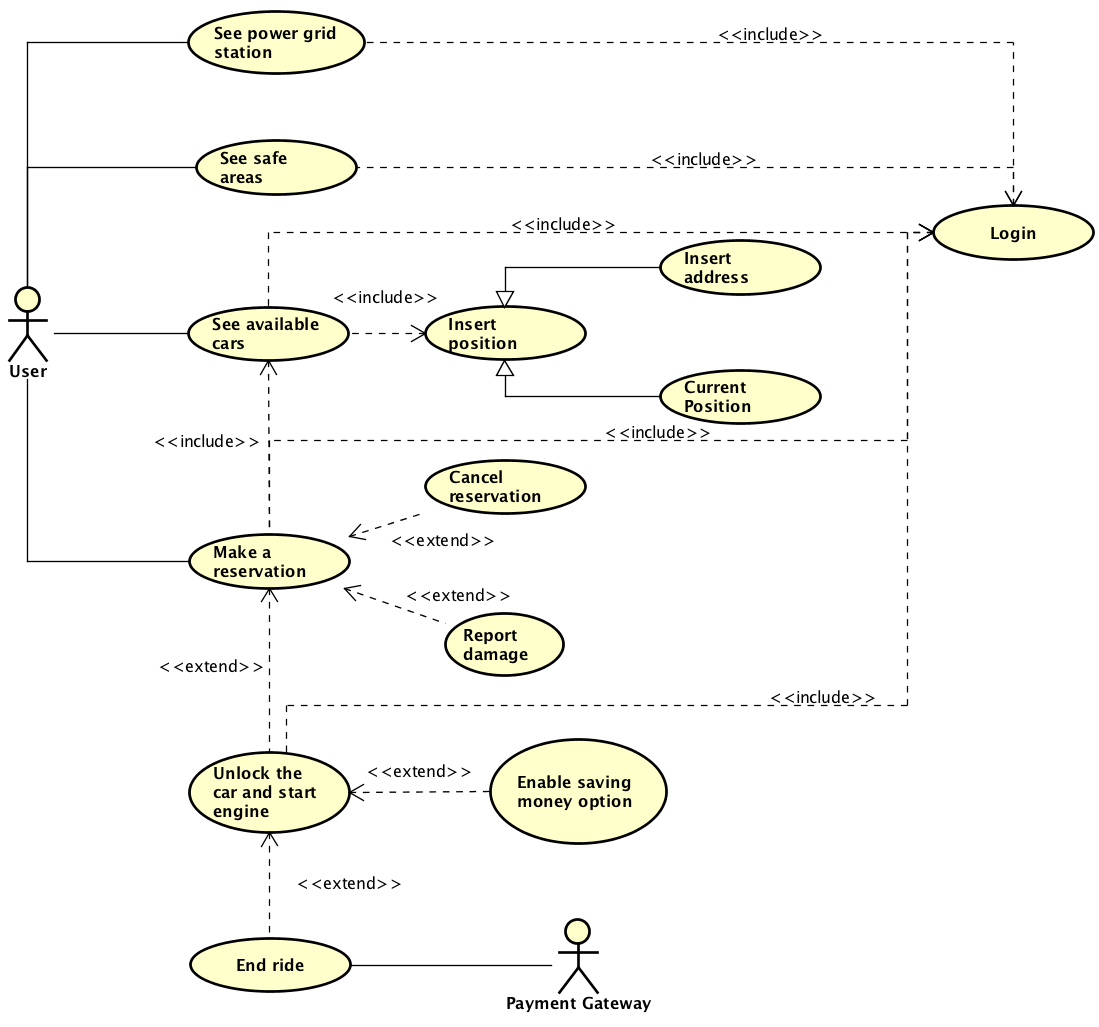 See power grid
station
<<include>>
See safe
areas
<<include>>
<<include>>
Login
Insert
address
<<include>>
See available
cars
Insert
position
User
Current
Position
<<include>>
<<include>>
Cancel
reservation
<<extend>>
Make a
reservation
<<extend>>
Report
damage
<<extend>>
<<include>>
Unlock the
car and start
engine
<<extend>>
Enable saving
money option
<<extend>>
End ride
Payment Gateway